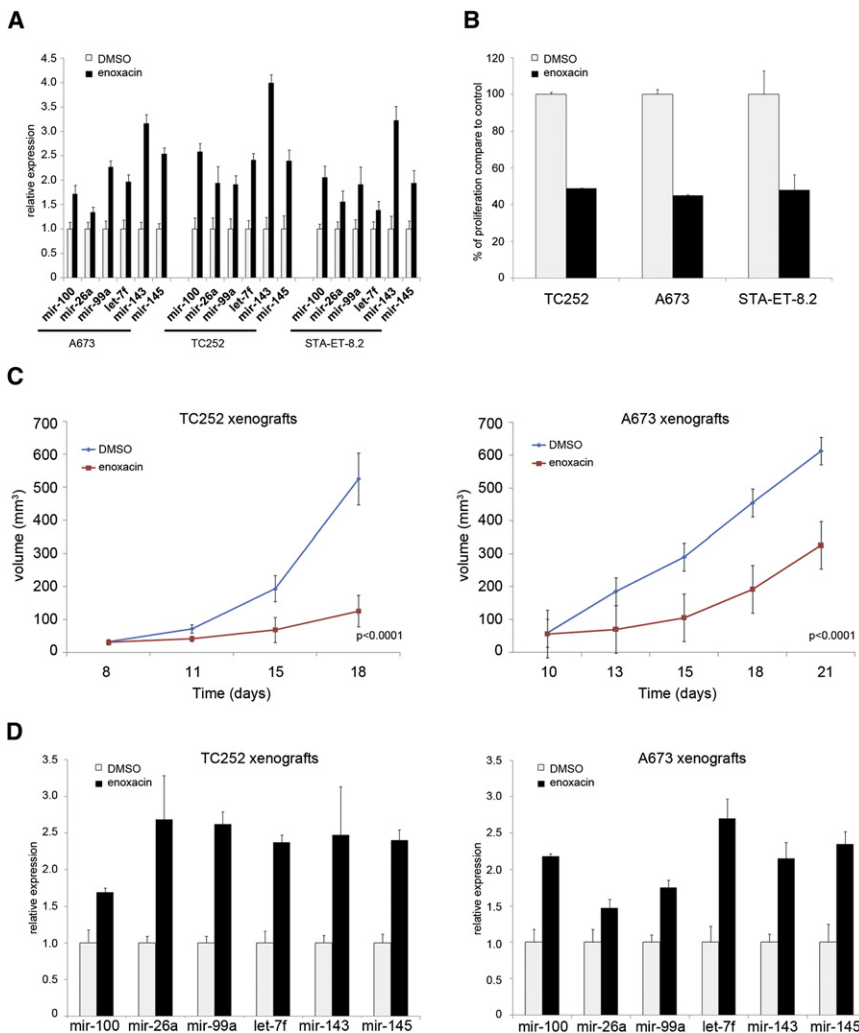 A
DMSO
enoxacin
relative expression
4.5
4.0
3.5
3.0
2.5
2.0
1.5
1.0
0.5
0
mir-100
mir-26a
mir-99a
let-7f
mir-143
mir-145
mir-100
mir-26a
mir-99a
let-7f
mir-143
mir-145
mir-100
mir-26a
mir-99a
let-7f
mir-143
mir-145
A673
TC252
STA-ET-8.2
B
DMSO
enoxacin
% of proliferation compare to control
120
100
80
60
40
20
0
TC252 A673 STA-ET-8.2
C
TC252 xenografts
DMSO
enoxacin
volume (mm³)
700
600
500
400
300
200
100
0
8 11 15 18
p<0.0001
Time (days)
A673 xenografts
DMSO
enoxacin
volume (mm³)
700
600
500
400
300
200
100
0
10 13 15 18 21
p<0.0001
Time (days)
D
TC252 xenografts
DMSO
enoxacin
relative expression
3.5
3.0
2.5
2.0
1.5
1.0
0.5
0
mir-100 mir-26a mir-99a let-7f mir-143 mir-145
A673 xenografts
DMSO
enoxacin
relative expression
3.5
3.0
2.5
2.0
1.5
1.0
0.5
0
mir-100 mir-26a mir-99a let-7f mir-143 mir-145